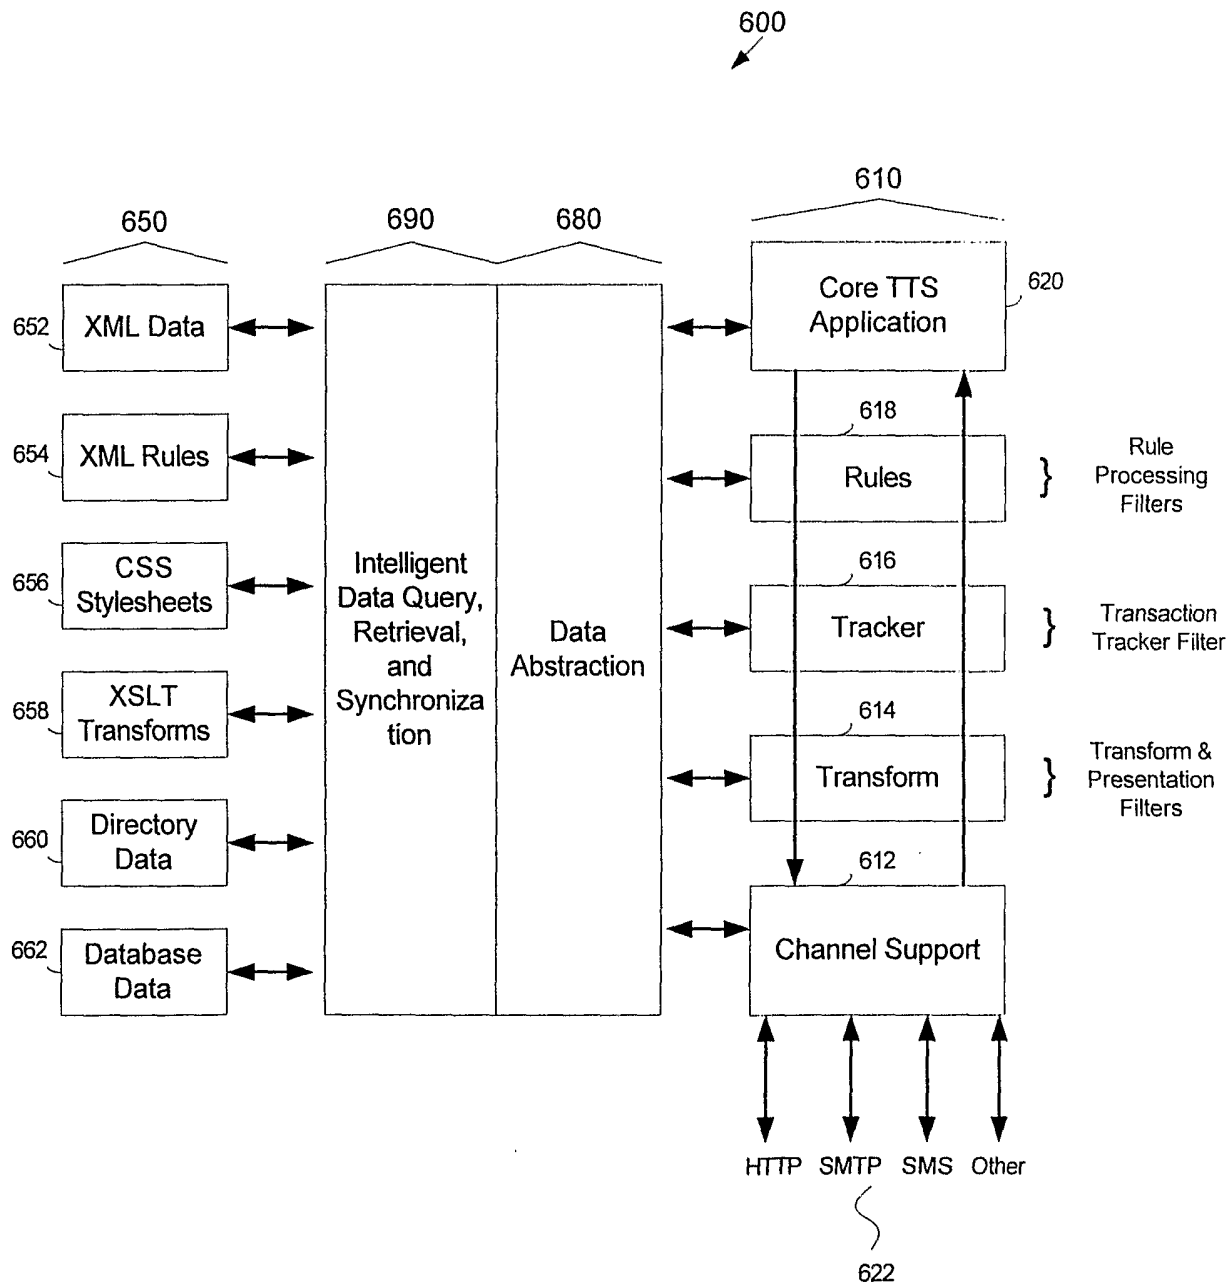 600
610
650
690
680
652
XML Data
Core TTS
Application
620
654
XML Rules
618
Rules
}
Rule
Processing
Filters
656
CSS
Stylesheets
Intelligent
Data Query,
Retrieval,
and
Synchroniza
tion
Data
Abstraction
616
Tracker
}
Transaction
Tracker Filter
658
XSLT
Transforms
614
Transform
}
Transform &
Presentation
Filters
660
Directory
Data
612
Channel Support
662
Database
Data
HTTP
SMTP
SMS
Other
622